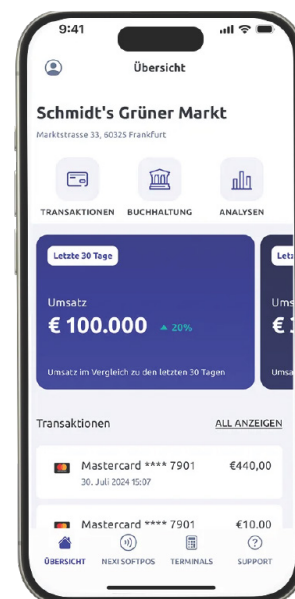 9:41
Übersicht
Schmidt's Grüner Markt
Marktstrasse 33, 60325 Frankfurt
TRANSAKTIONEN BUCHHALTUNG ANALYSEN
Letzte 30 Tage
Umsatz
€ 100.000 ▲ 20%
Umsatz im Vergleich zu den letzten 30 Tagen
Transaktionen ALL ANZEIGEN
Mastercard **** 7901 €440,00
30. Juli 2024 15:07
Mastercard **** 7901 €10.00
ÜBERSICHT NEXI SOFTPOS TERMINALS SUPPORT